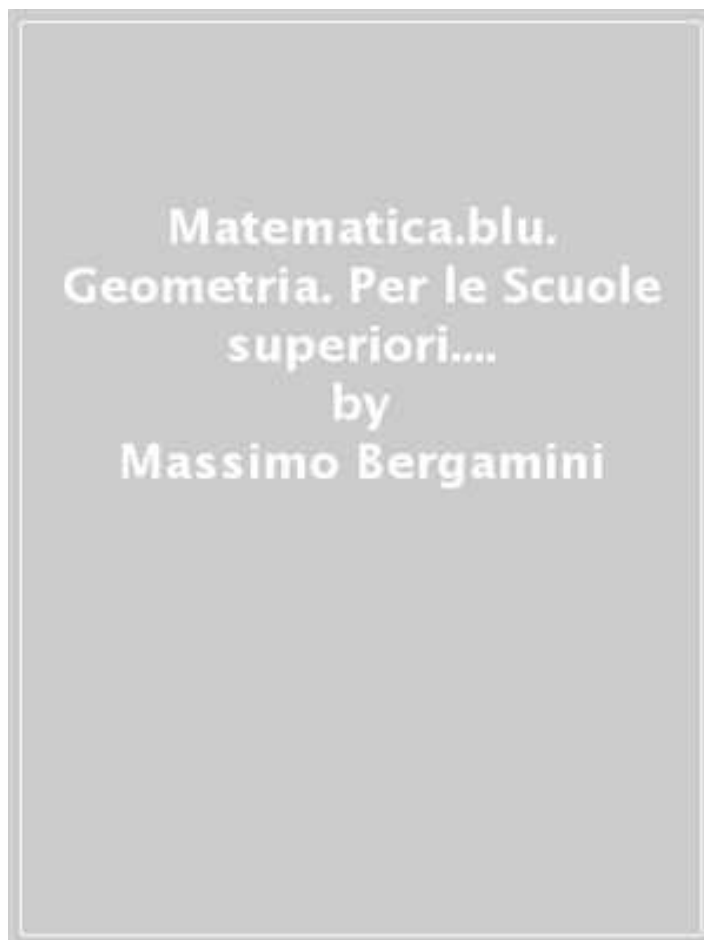 Matematica.blu.
Geometria. Per le Scuole
superiori....
by
Massimo Bergamini